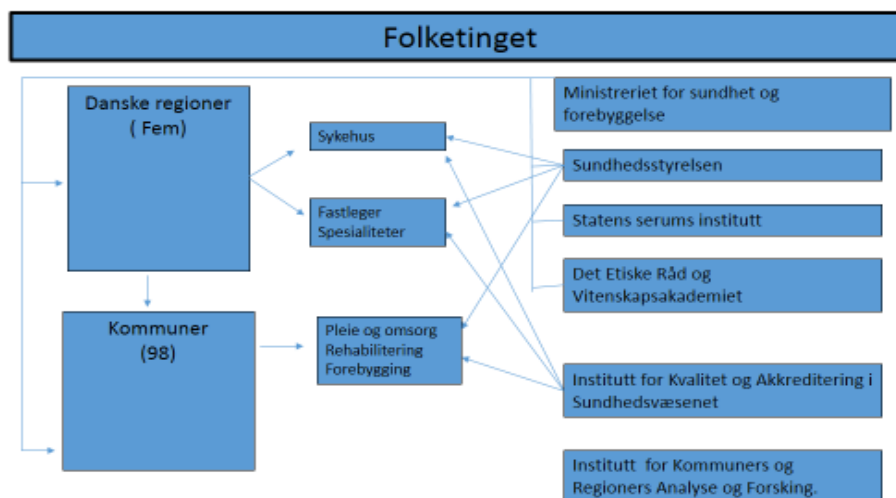 Folketinget
Danske regioner
( Fem)
Sykehus
Fastleger
Spesialiteter
Kommuner
(98)
Pleie og omsorg
Rehabilitering
Forebygging
Ministreriet for sundhet og
forebyggelse
Sundhedsstyrelsen
Statens serums institutt
Det Etiske Råd og
Vitenskapsakademiet
Institutt for Kvalitet og Akkreditering i
Sundhedsvæsenet
Institutt for Kommuners og
Regioners Analyse og Forsking.